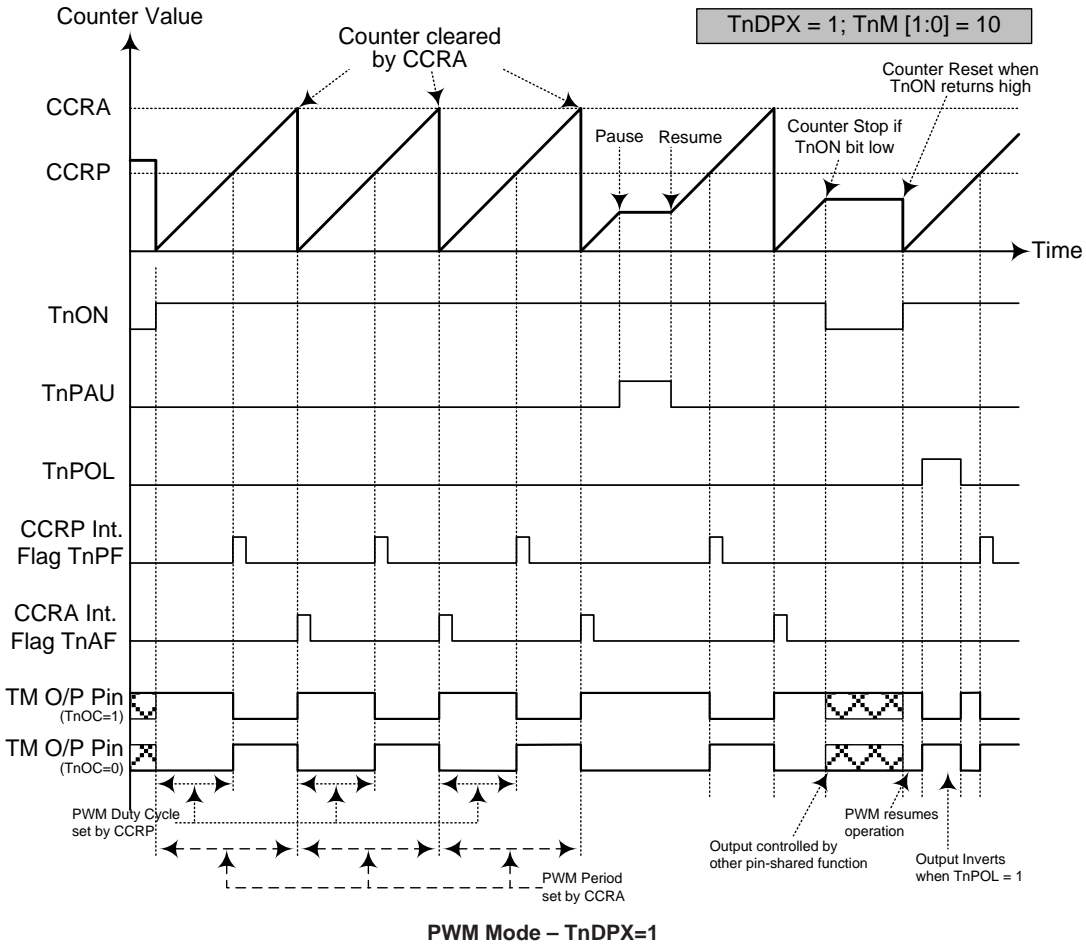 Counter Value
TnDPX = 1; TnM [1:0] = 10
Counter cleared
by CCRA
Counter Reset when
TnON returns high
CCRA
Pause
Resume
Counter Stop if
TnON bit low
CCRP
Time
TnON
TnPAU
TnPOL
CCRP Int.
Flag TnPF
CCRA Int.
Flag TnAF
TM O/P Pin
(TnOC=1)
TM O/P Pin
(TnOC=0)
PWM Duty Cycle
set by CCRP
PWM resumes
operation
Output controlled by
other pin-shared function
Output Inverts
when TnPOL = 1
PWM Period
set by CCRA
PWM Mode – TnDPX=1